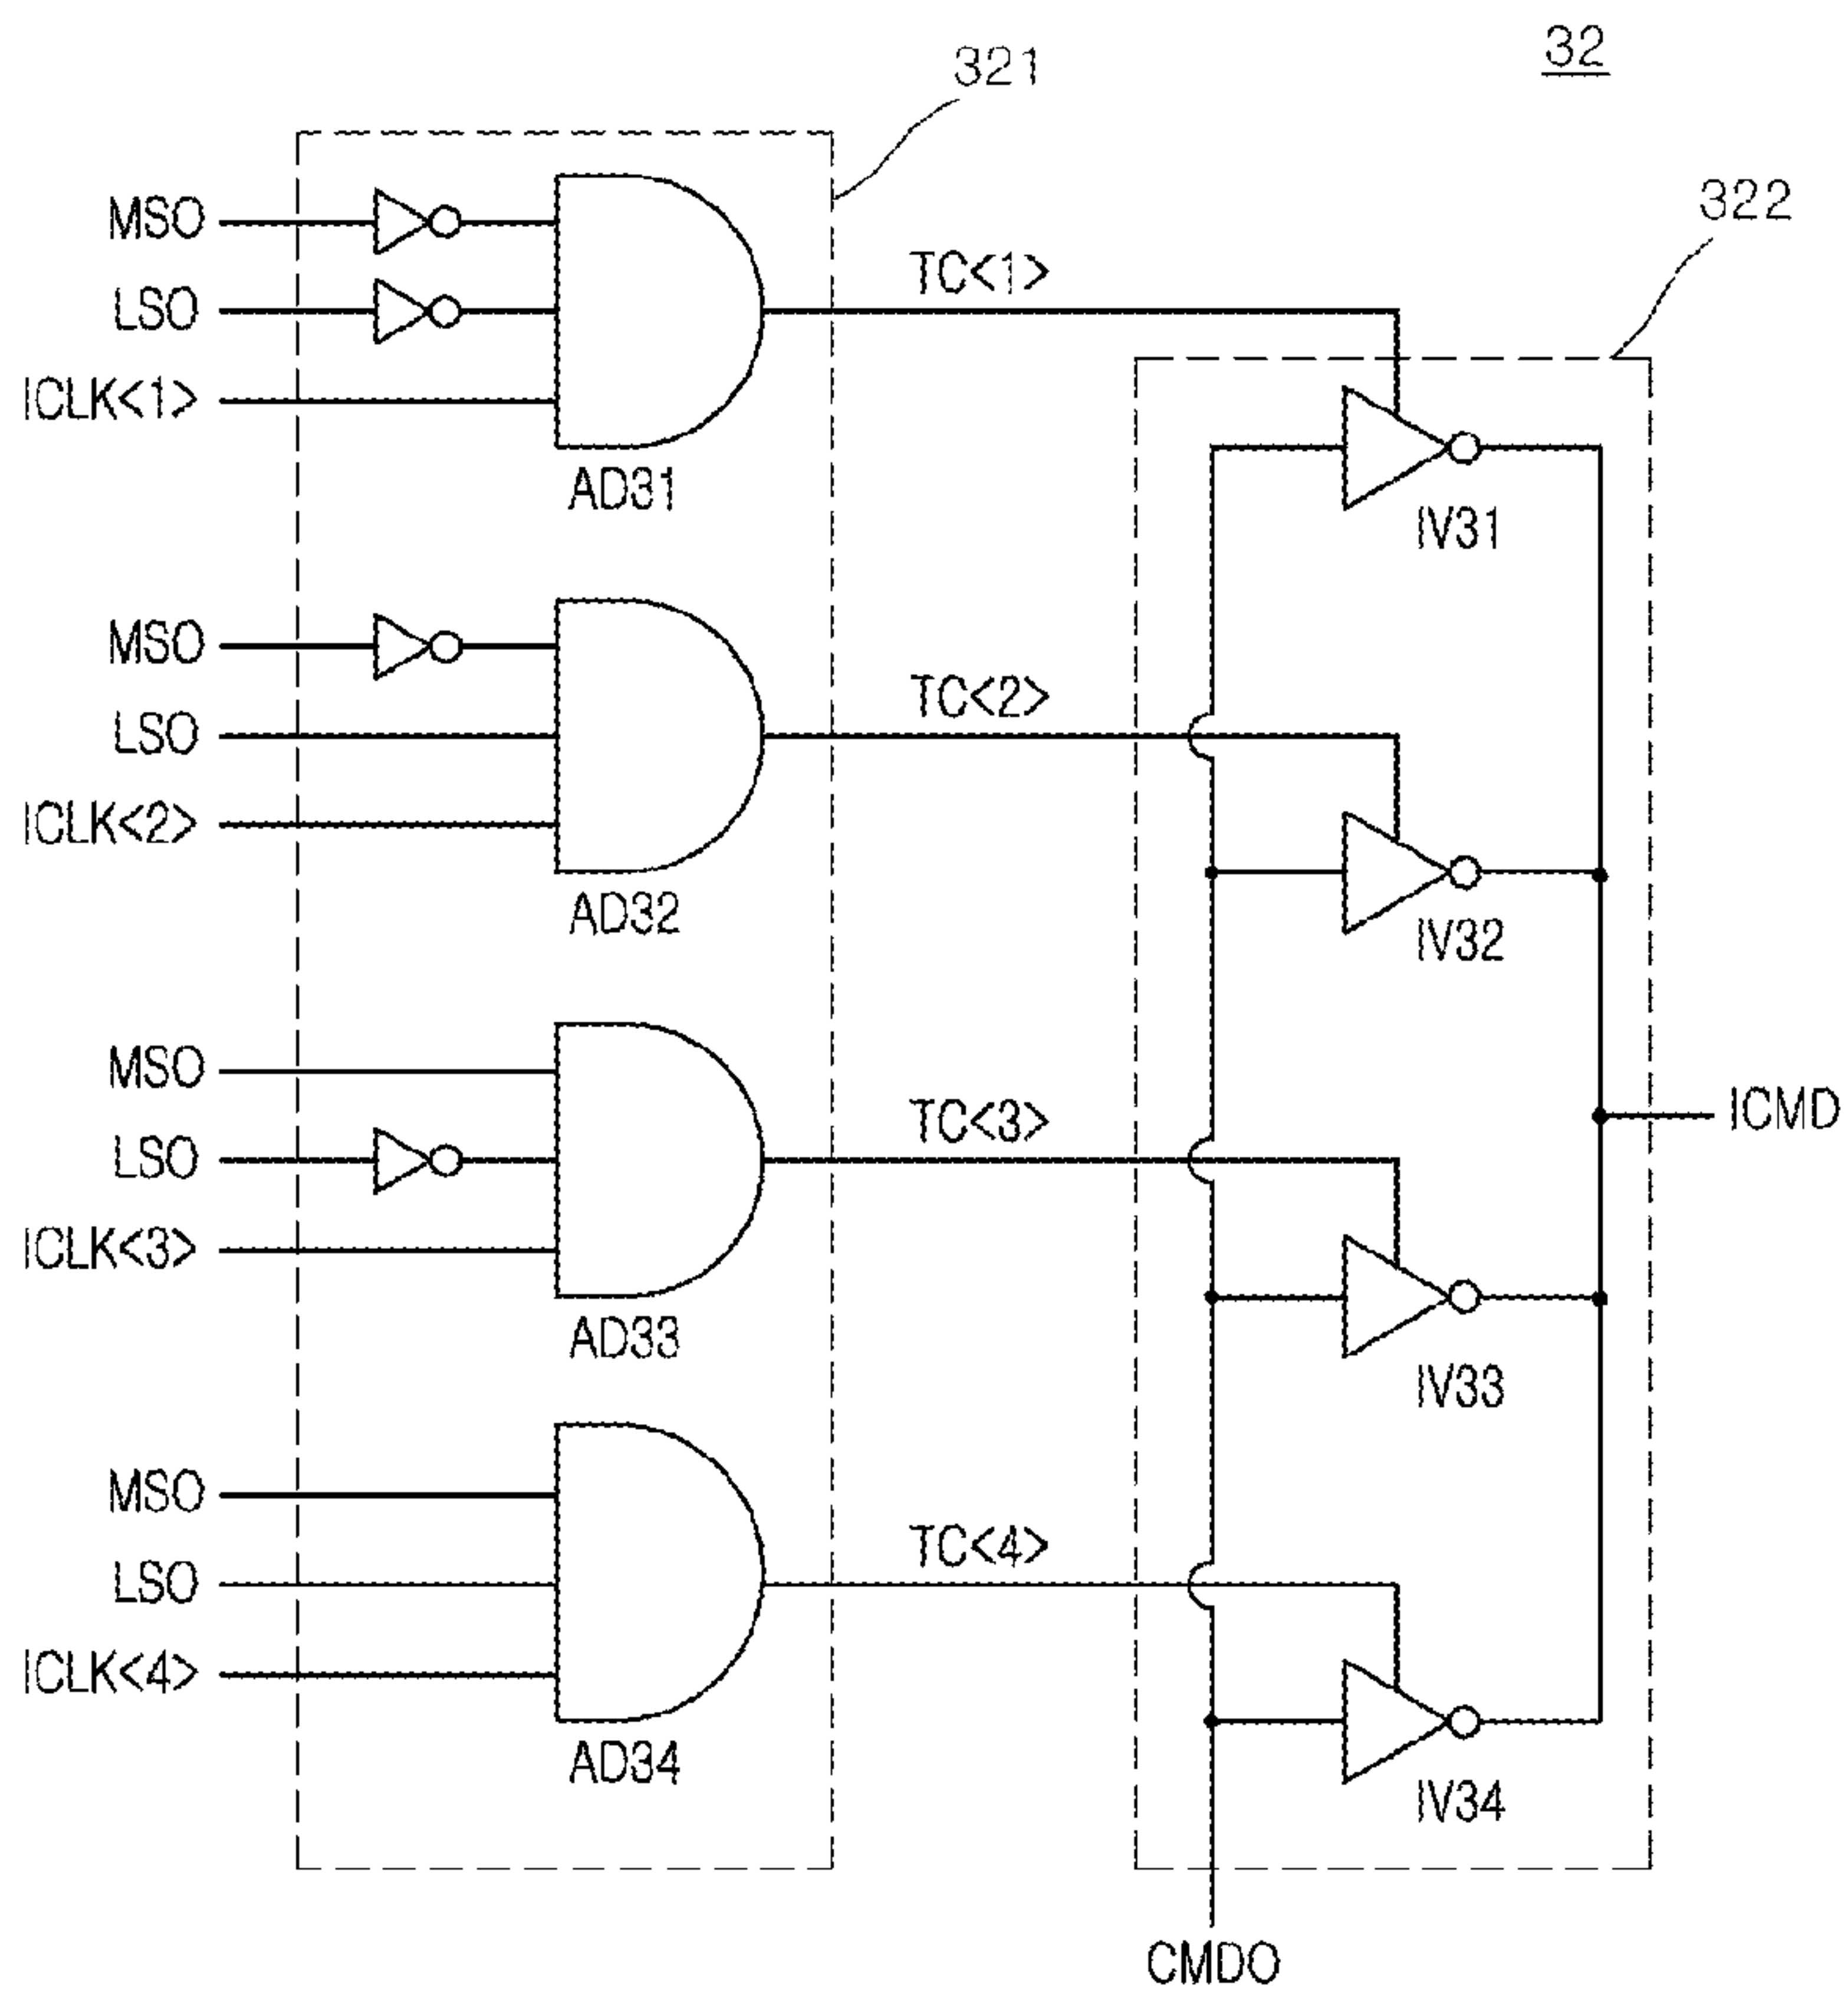 32
321
322
MSO
LSO
ICLK<1>
AD31
TC<1>
IV31
MSO
LSO
ICLK<2>
AD32
TC<2>
IV32
MSO
LSO
ICLK<3>
AD33
TC<3>
IV33
ICMD
MSO
LSO
ICLK<4>
AD34
TC<4>
IV34
CMDO